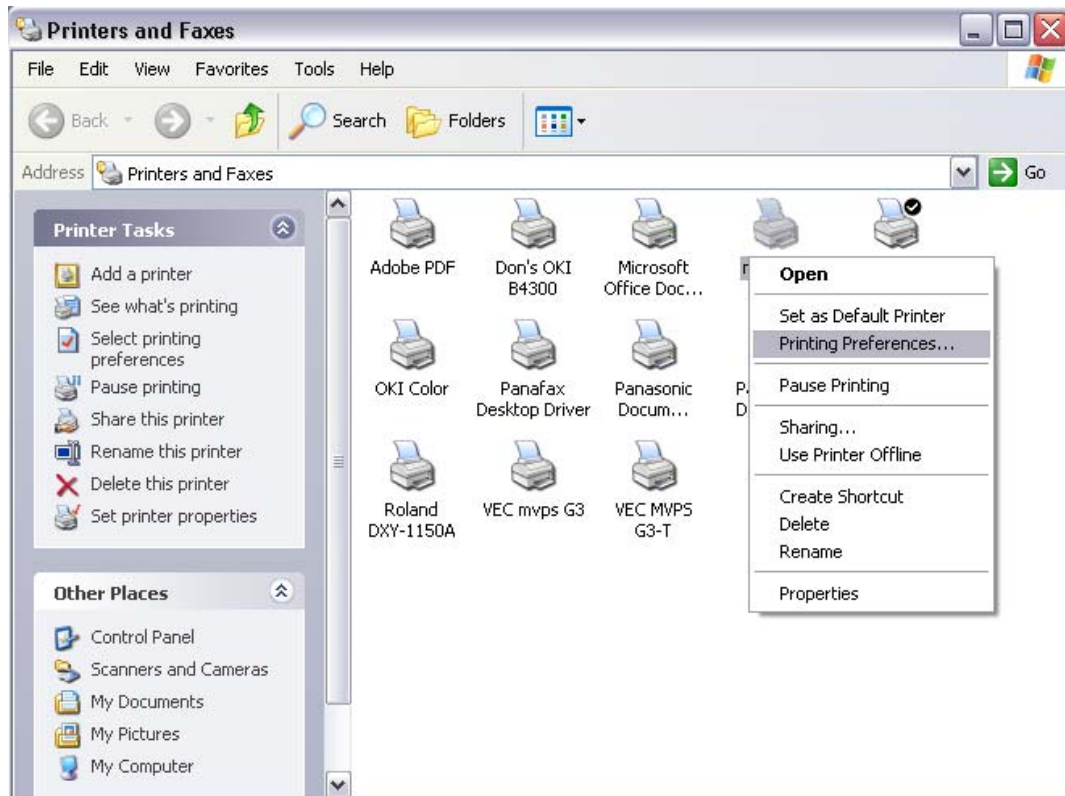 Printers and Faxes
File Edit View Favorites Tools Help
Back Search Folders
Address Printers and Faxes Go
Printer Tasks
Add a printer
See what's printing
Select printing
preferences
Pause printing
Share this printer
Rename this printer
Delete this printer
Set printer properties
Other Places
Control Panel
Scanners and Cameras
My Documents
My Pictures
My Computer
Adobe PDF
Don's OKI
B4300
Microsoft
Office Doc...
OKI Color
Panafax
Desktop Driver
Panasonic
Docum...
Roland
DXY-1150A
VEC mvps G3
VEC MVPS
G3-T
Open
Set as Default Printer
Printing Preferences...
Pause Printing
Sharing...
Use Printer Offline
Create Shortcut
Delete
Rename
Properties